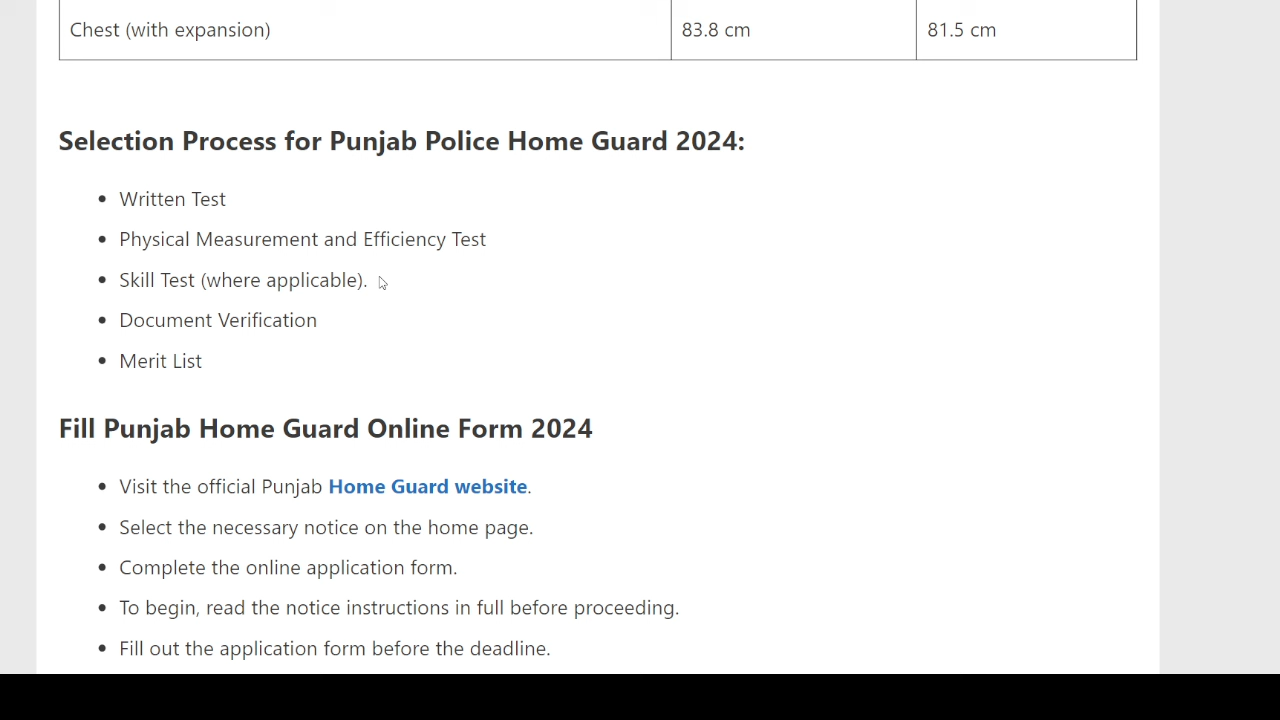 Chest (with expansion) 83.8 cm 81.5 cm
Selection Process for Punjab Police Home Guard 2024:
• Written Test
• Physical Measurement and Efficiency Test
• Skill Test (where applicable).
• Document Verification
• Merit List
Fill Punjab Home Guard Online Form 2024
• Visit the official Punjab Home Guard website.
• Select the necessary notice on the home page.
• Complete the online application form.
• To begin, read the notice instructions in full before proceeding.
• Fill out the application form before the deadline.